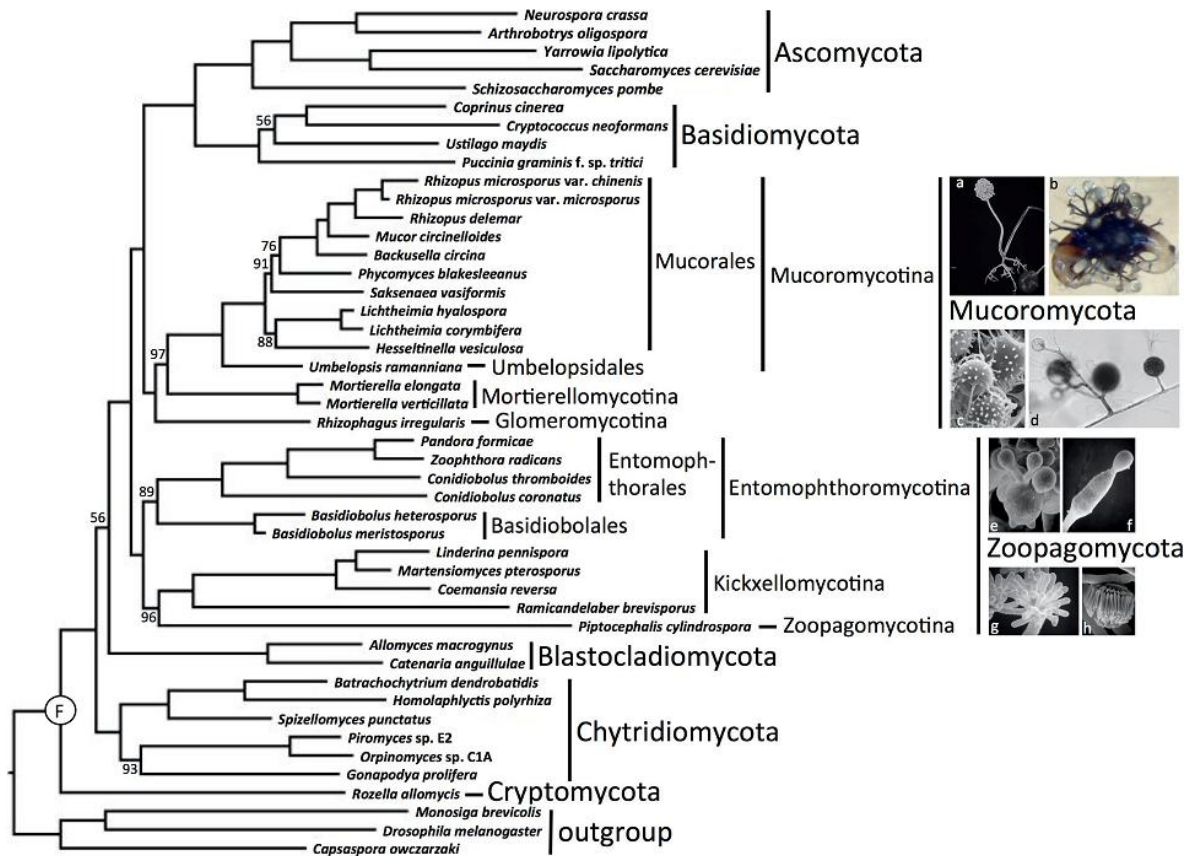 Neurospora crassa
Arthrobotrys oligospora
Yarrowia lipolytica
Saccharomyces cerevisiae
Schizosaccharomyces pombe
Ascomycota
56
Coprinus cinerea
Cryptococcus neoformans
Ustilago maydis
Puccinia graminis f. sp. tritici
Basidiomycota
Rhizopus microsporus var. chinenis
Rhizopus microsporus var. microsporus
Rhizopus delemar
Mucor circinelloides
76
Backusella circina
91
Phycomyces blakesleeanus
Saksenaea vasiformis
Lichtheimia hyalospora
Lichtheimia corymbifera
88
Hesseltinella vesiculosa
Mucorales
Mucoromycotina
97
Umbelopsis ramanniana
Umbelopsidales
Mortierella elongata
Mortierella verticillata
Mortierellomycotina
Rhizophagus irregularis
Glomeromycotina
a
b
Mucoromycota
c
d
Pandora formicae
Zoophthora radicans
Conidiobolus thromboides
Conidiobolus coronatus
Entomoph-
thorales
89
Basidiobolus heterosporus
Basidiobolus meristosporus
Basidiobolales
Entomophthoromycotina
56
Linderina pennispora
Martensiomyces pterosporus
Coemansia reversa
Ramicandelaber brevisporus
Kickxellomycotina
96
Piptocephalis cylindrospora
Zoopagomycotina
e
f
Zoopagomycota
g
h
Allomyces macrogynus
Catenaria anguillulae
Blastocladiomycota
Batrachochytrium dendrobatidis
Homolaphlyctis polyrhiza
Spizellomyces punctatus
F
Piromyces sp. E2
Orpinomyces sp. C1A
93
Gonapodya prolifera
Chytridiomycota
Rozella allomycis
Cryptomycota
Monosiga brevicolis
Drosophila melanogaster
Capsaspora owczarzaki
outgroup